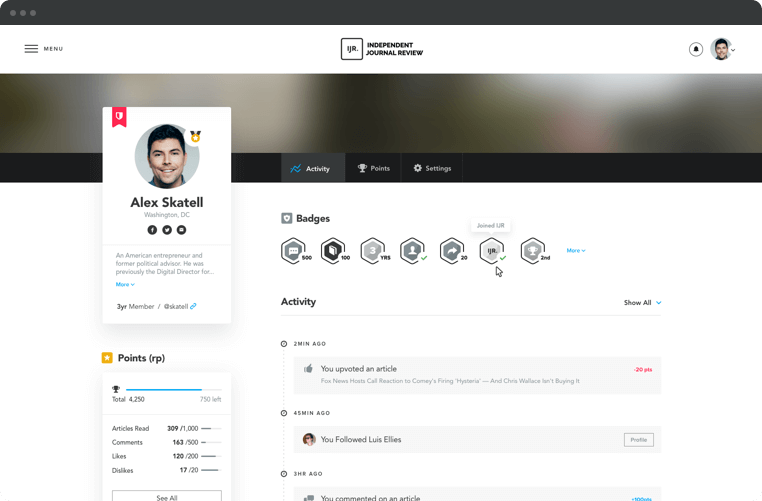 MENU
IJR.
INDEPENDENT
JOURNAL REVIEW
Activity
Points
Settings
Alex Skatell
Washington, DC
An American entrepreneur and
former political advisor. He was
previously the Digital Director for...
More
3yr Member / @skatell
Badges
Joined IJR
500
100
3
YRS
20
IJR.
2nd
More
Activity
Show All
2MIN AGO
You upvoted an article
-20 pts
Fox News Hosts Call Reaction to Comey's Firing 'Hysteria' — And Chris Wallace Isn't Buying It
45MIN AGO
You Followed Luis Ellies
Profile
3HR AGO
You commented on an article
+100pts
Points (rp)
Total 4,250
750 left
Articles Read 309 /1,000
Comments 163 /500
Likes 120 /200
Dislikes 17 /20
See All